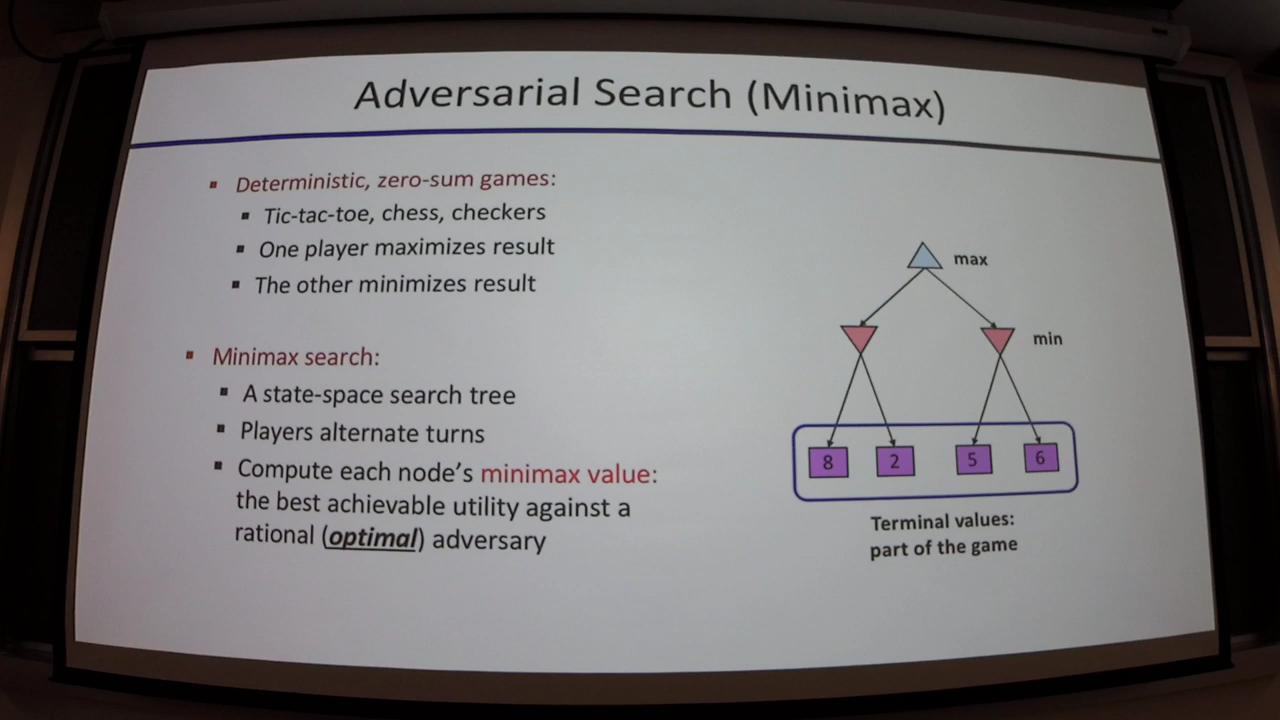 Adversarial Search (Minimax)
Deterministic, zero-sum games:
Tic-tac-toe, chess, checkers
One player maximizes result
The other minimizes result
Minimax search:
A state-space search tree
Players alternate turns
Compute each node's minimax value:
the best achievable utility against a
rational (optimal) adversary
max
min
8 2 5 6
Terminal values:
part of the game